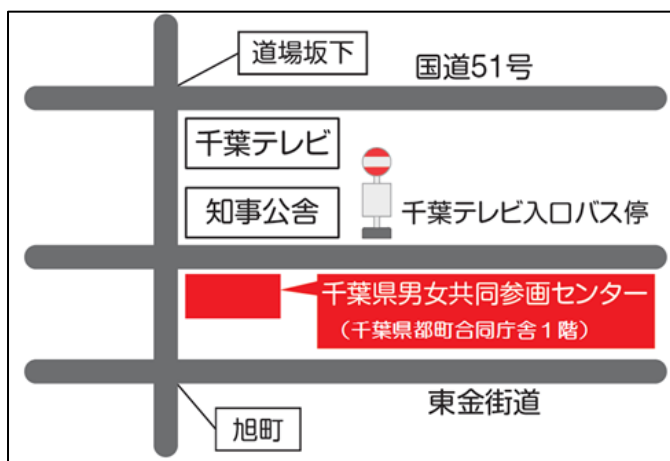 道場坂下
国道51号
千葉テレビ
知事公舎
千葉テレビ入口バス停
千葉県男女共同参画センター
（千葉県都町合同庁舎１階）
東金街道
旭町